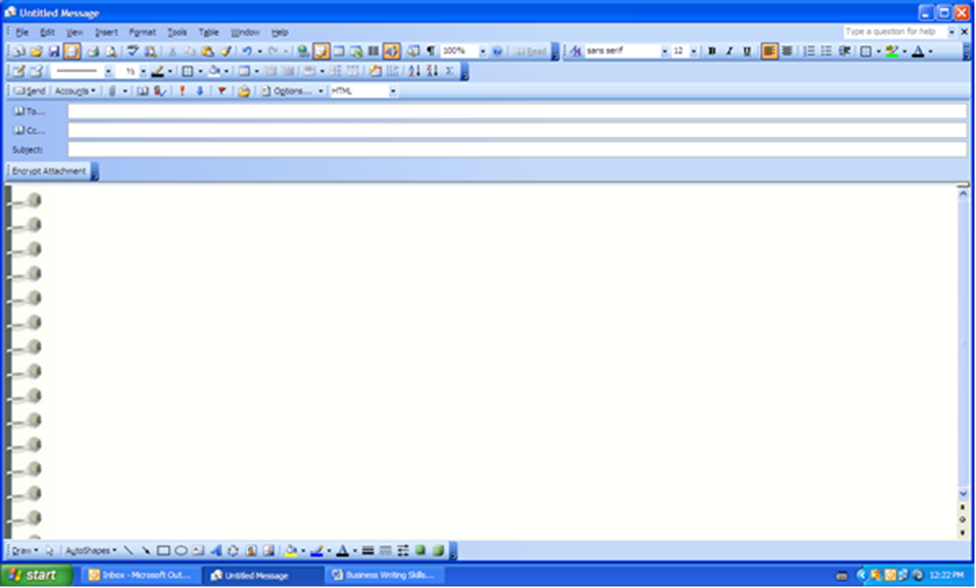 Untitled Message
File Edit View Insert Format Tools Table Window Help Type a question for help
100% Read sans serif 12 B I U
½
Send Accounts Options... HTML
To...
Cc...
Subject:
Encrypt Attachment
Draw AutoShapes
start Inbox - Microsoft Out... Untitled Message Business Writing Skills... 12:22 PM